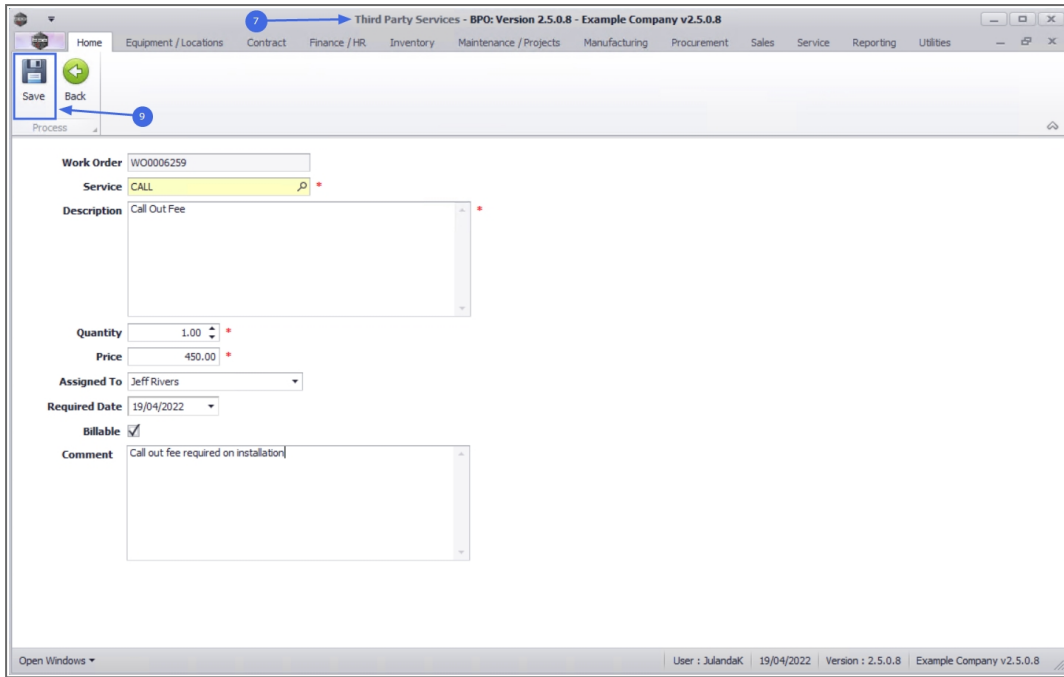 7
Third Party Services - BPO: Version 2.5.0.8 - Example Company v2.5.0.8
Home Equipment / Locations Contract Finance / HR Inventory Maintenance / Projects Manufacturing Procurement Sales Service Reporting Utilities
Save Back
9
Process
Work Order WO0006259
Service CALL *
Description Call Out Fee *
Quantity 1.00 *
Price 450.00 *
Assigned To Jeff Rivers
Required Date 19/04/2022
Billable
Comment Call out fee required on installation
Open Windows User : JulandaK 19/04/2022 Version : 2.5.0.8 Example Company v2.5.0.8